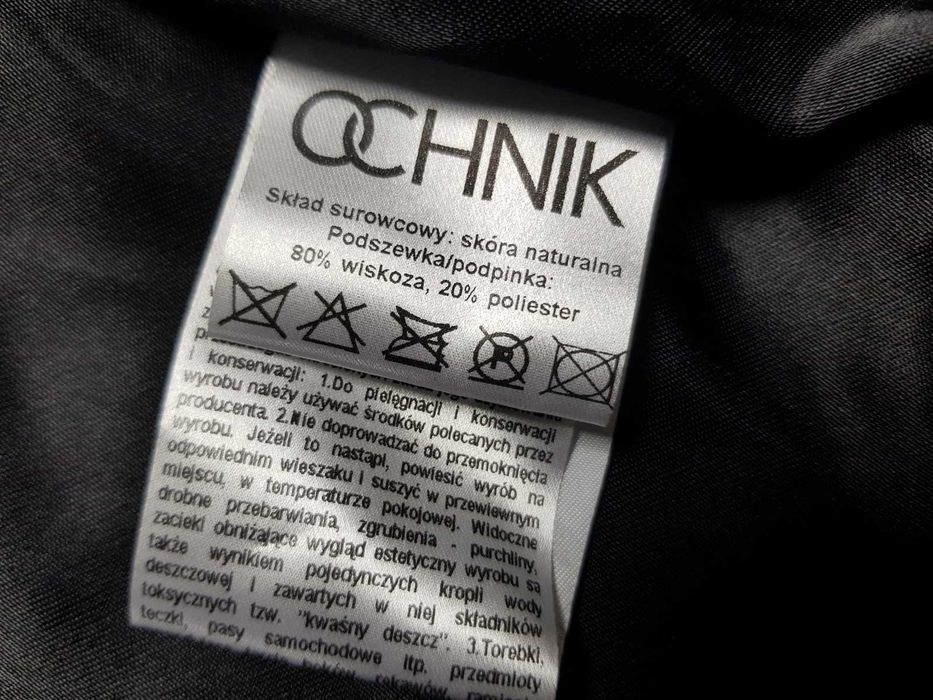 OCHNIK
Skład surowcowy: skóra naturalna
Podszewka/podpinka:
80% wiskoza, 20% poliester
P
i konserwacji: 1.Do pielęgnacji i konserwacji
wyrobu należy używać środków polecanych przez
producenta. 2.Nie doprowadzać do przemoknięcia
wyrobu. Jeżeli to nastąpi, powiesić wyrób na
odpowiednim wieszaku i suszyć w przewiewnym
miejscu, w temperaturze pokojowej. Widoczne
drobne przebarwiania, zgrubienia - purchliny,
zacieki obniżające wygląd estetyczny wyrobu są
także wynikiem pojedynczych kropli wody
deszczowej i zawartych w niej składników
toksycznych tzw. "kwaśny deszcz". 3.Torebki,
teczki, pasy samochodowe itp. przedmioty
rękawów,